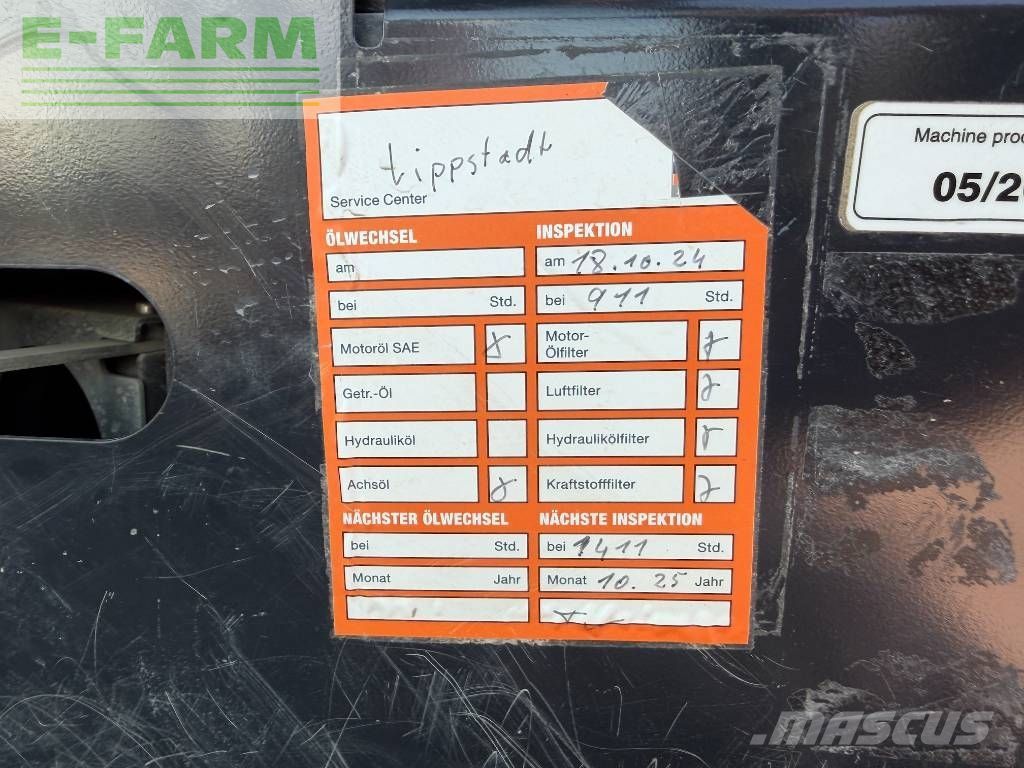 E-FARM
Lippstadt
Service Center
Machine prod
05/20
ÖLWECHSEL
am
bei Std.
Motoröl SAE x
Getr.-Öl
Hydrauliköl
Achsöl x
NÄCHSTER ÖLWECHSEL
bei Std.
Monat Jahr
INSPEKTION
am 18.10.24
bei 911 Std.
Motor-
Ölfilter x
Luftfilter x
Hydraulikölfilter x
Kraftstofffilter x
NÄCHSTE INSPEKTION
bei 1411 Std.
Monat 10.25 Jahr
MASCUS